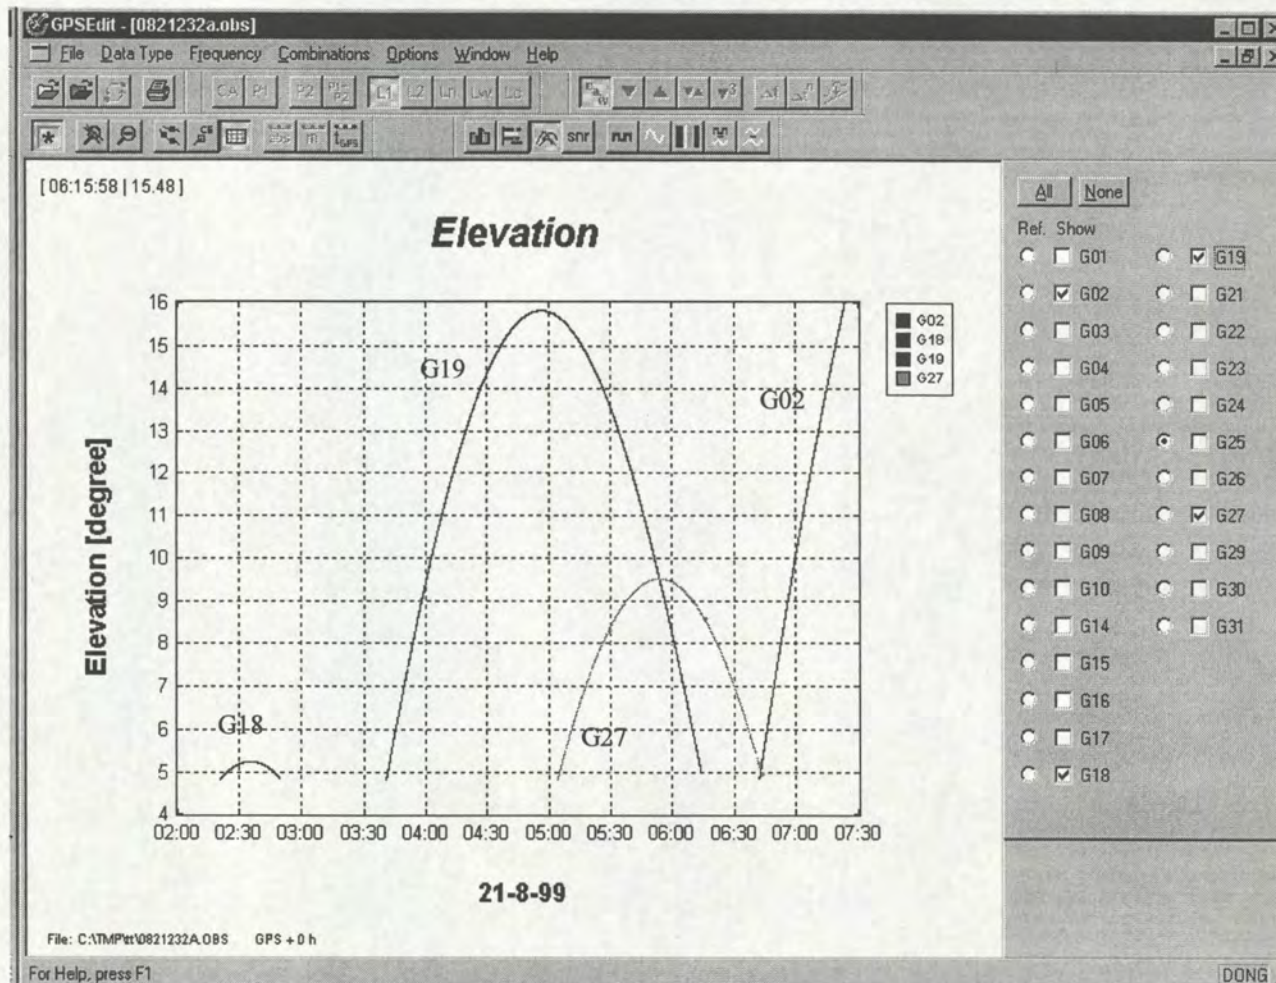 GPSEdit - [0821232a.obs]
File Data Type Frequency Combinations Options Window Help
CA P1 P2 P1-P2 L1 L2 Ln Lw Lc
snr
[ 06:15:58 | 15.48 ]
All None
Elevation
Ref. Show
G01 G19
G02 G21
G03 G22
G04 G23
G05 G24
G06 G25
G07 G26
G08 G27
G09 G29
G10 G30
G14 G31
G15
G16
G17
G18
G02
G18
G19
G27
16
15
14
13
12
11
10
9
8
7
6
5
4
Elevation [degree]
G19
G02
G18
G27
02:00 02:30 03:00 03:30 04:00 04:30 05:00 05:30 06:00 06:30 07:00 07:30
21-8-99
File: C:\TMP\tt\0821232A.OBS GPS + 0 h
For Help, press F1
DONG